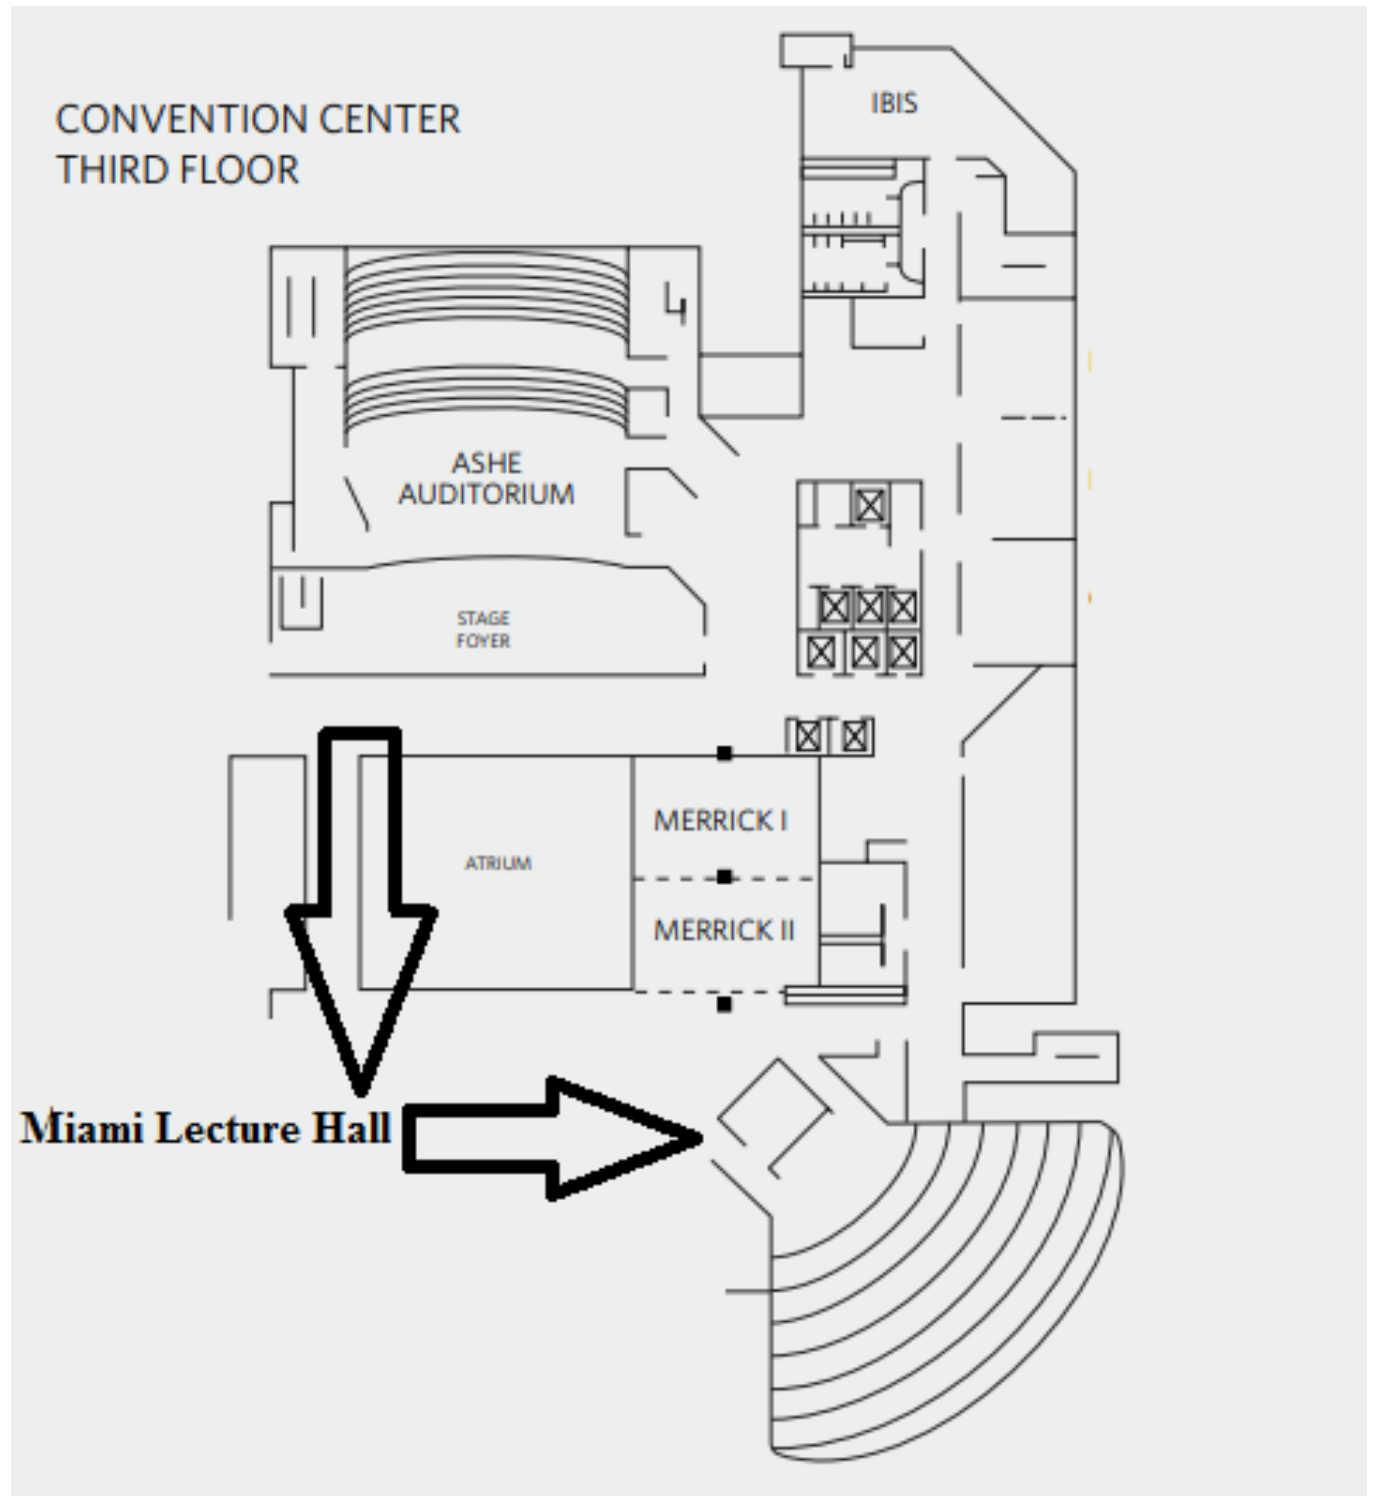 CONVENTION CENTER
THIRD FLOOR
IBIS
ASHE
AUDITORIUM
STAGE
FOYER
MERRICK I
ATRIUM
MERRICK II
Miami Lecture Hall